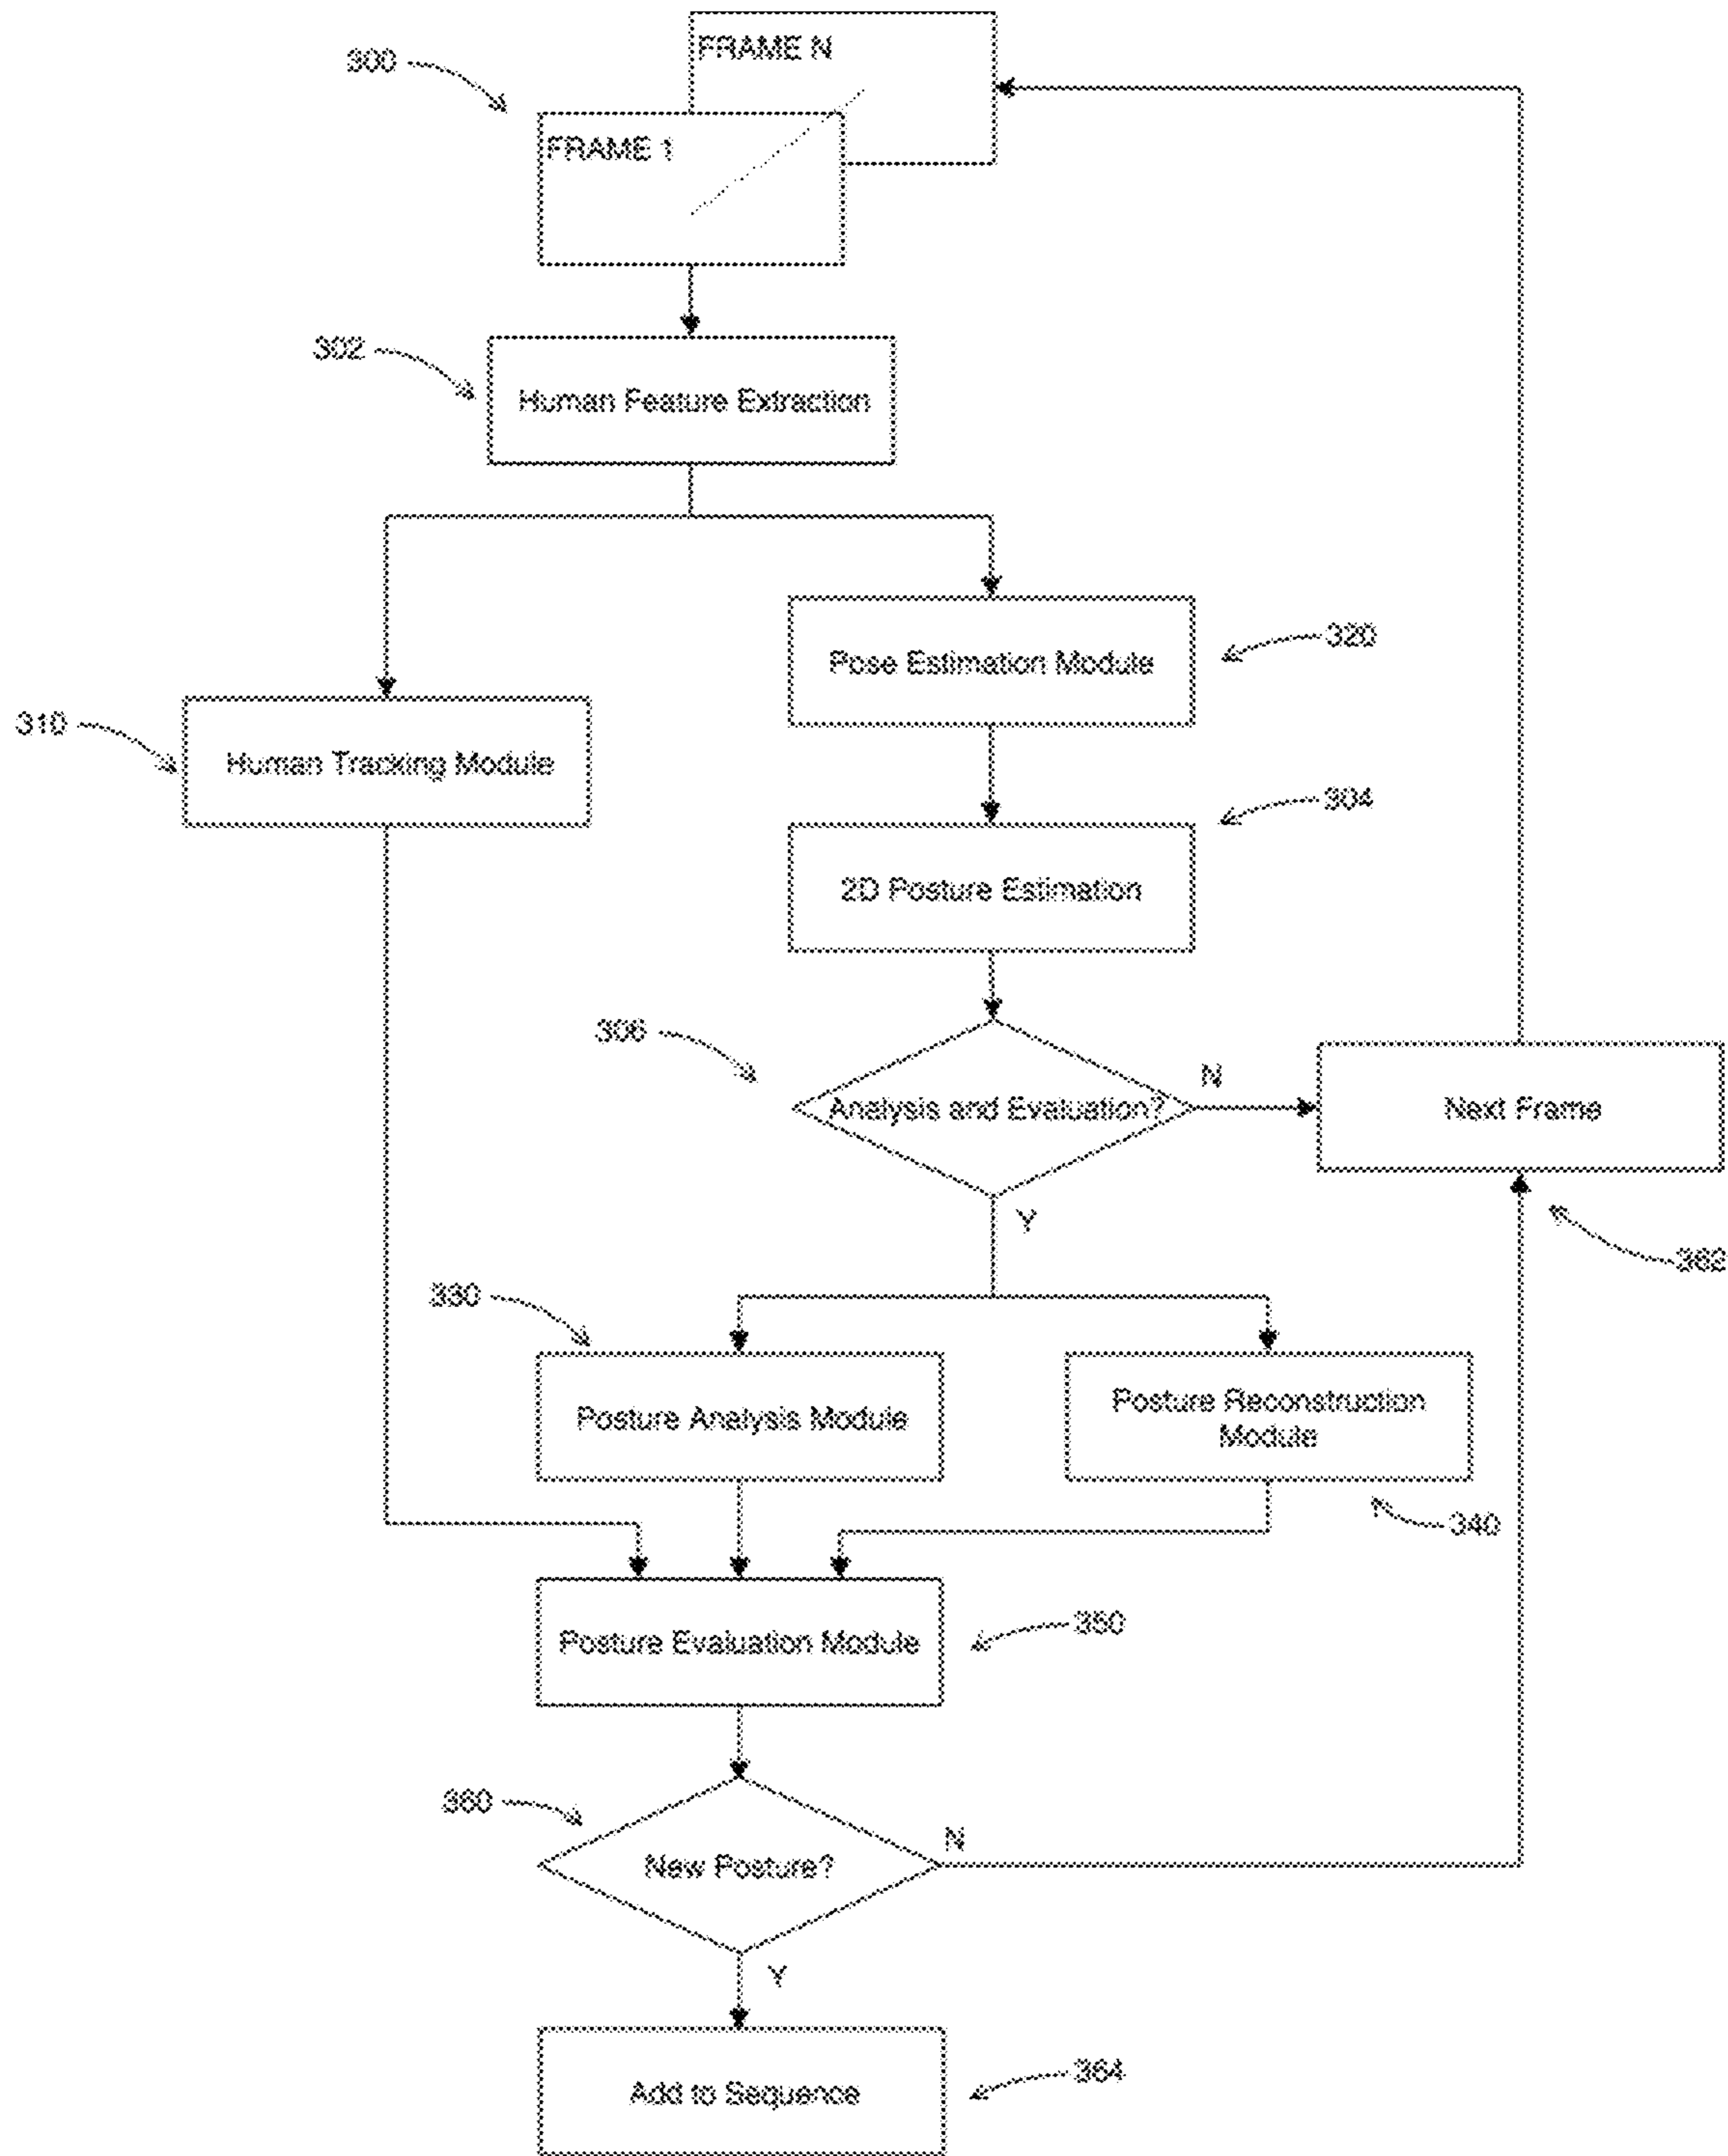 FRAME N
300
FRAME 1
302
Human Feature Extraction
Pose Estimation Module
320
310
Human Tracking Module
304
2D Posture Estimation
306
Analysis and Evaluation?
N
Next Frame
Y
362
330
Posture Analysis Module
Posture Reconstruction
Module
340
Posture Evaluation Module
350
360
New Posture?
N
Y
Add to Sequence
364